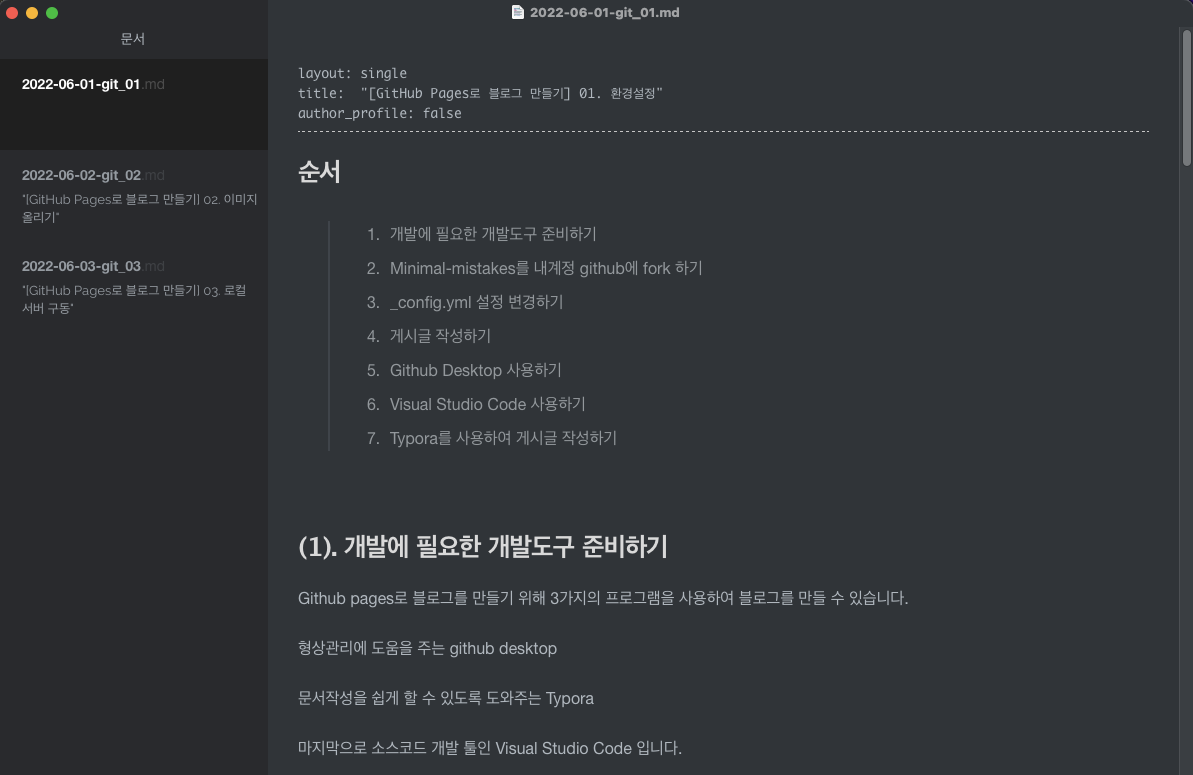 2022-06-01-git_01.md
문서
2022-06-01-git_01.md
2022-06-02-git_02.md
"[GitHub Pages로 블로그 만들기] 02. 이미지
올리기"
2022-06-03-git_03.md
"[GitHub Pages로 블로그 만들기] 03. 로컬
서버 구동"
layout: single
title:  "[GitHub Pages로 블로그 만들기] 01. 환경설정"
author_profile: false
순서
1. 개발에 필요한 개발도구 준비하기
2. Minimal-mistakes를 내계정 github에 fork 하기
3. _config.yml 설정 변경하기
4. 게시글 작성하기
5. Github Desktop 사용하기
6. Visual Studio Code 사용하기
7. Typora를 사용하여 게시글 작성하기
(1). 개발에 필요한 개발도구 준비하기
Github pages로 블로그를 만들기 위해 3가지의 프로그램을 사용하여 블로그를 만들 수 있습니다.
형상관리에 도움을 주는 github desktop
문서작성을 쉽게 할 수 있도록 도와주는 Typora
마지막으로 소스코드 개발 툴인 Visual Studio Code 입니다.